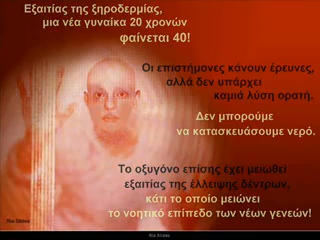 Εξαιτίας της ξηροδερμίας,
μια νέα γυναίκα 20 χρονών
φαίνεται 40!
Οι επιστήμονες κάνουν έρευνες,
αλλά δεν υπάρχει
καμιά λύση ορατή.
Δεν μπορούμε
να κατασκευάσουμε νερό.
Το οξυγόνο επίσης έχει μειωθεί
εξαιτίας της έλλειψης δέντρων,
κάτι το οποίο μειώνει
το νοητικό επίπεδο των νέων γενεών!